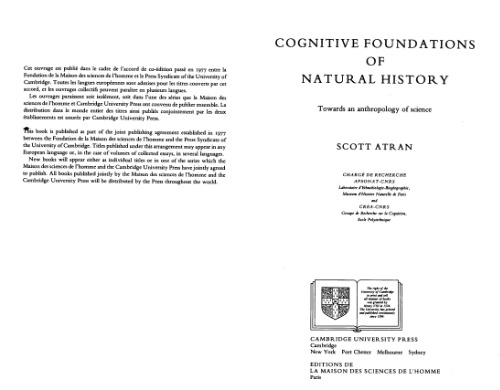 Cet ouvrage est publié dans le cadre de l'accord de co-édition passé en 1977 entre la
Fondation de la Maison des sciences de l'homme et le Press Syndicate of the University of
Cambridge. Toutes les langues européennes sont admises pour les titres couverts par cet
accord, et les ouvrages collectifs peuvent paraître en plusieurs langues.
Les ouvrages paraissent soit isolément, soit dans l'une des séries que la Maison des
sciences de l'homme et Cambridge University Press ont convenu de publier ensemble. La
distribution dans le monde entier des titres ainsi publiés conjointement par les deux
établissements est assurée par Cambridge University Press.
This book is published as part of the joint publishing agreement established in 1977
between the Fondation de la Maison des sciences de l'homme and the Press Syndicate of
the University of Cambridge. Titles published under this arrangement may appear in any
European language or, in the case of volumes of collected essays, in several languages.
New books will appear either as individual titles or in one of the series which the
Maison des sciences de l'homme and the Cambridge University Press have jointly agreed
to publish. All books published jointly by the Maison des sciences de l'homme and the
Cambridge University Press will be distributed by the Press throughout the world.
COGNITIVE FOUNDATIONS
OF
NATURAL HISTORY
Towards an anthropology of science
SCOTT ATRAN
CHARGÉ DE RECHERCHE
APSONAT-CNRS
Laboratoire d'Ethnobiologie-Biogéographie,
Muséum d'Histoire Naturelle de Paris
and
CREA-CNRS
Groupe de Recherche sur la Cognition,
Ecole Polytechnique
The right of the
University of Cambridge
to print and sell
all manner of books
was granted by
Henry VIII in 1534.
The University has printed
and published continuously
since 1584.
CAMBRIDGE UNIVERSITY PRESS
Cambridge
New York Port Chester Melbourne Sydney
EDITIONS DE
LA MAISON DES SCIENCES DE L'HOMME
Paris